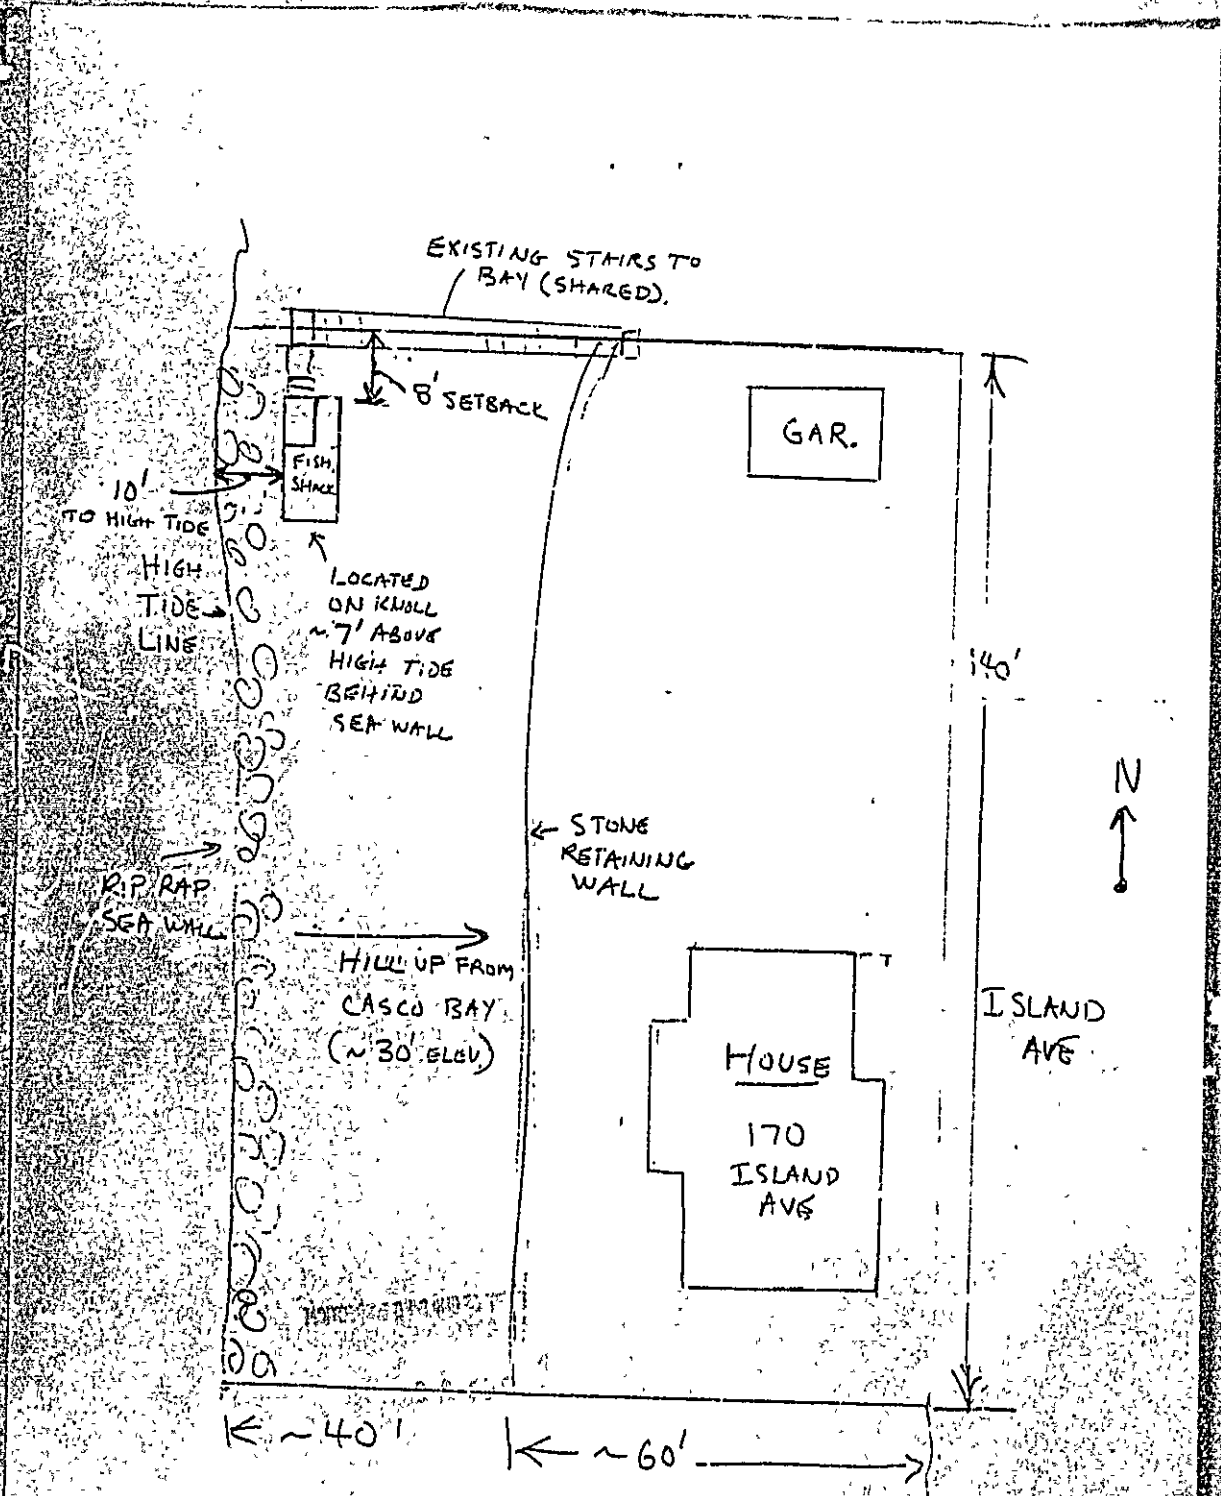 EXISTING STAIRS TO
BAY (SHARED).
8' SETBACK
GAR.
FISH
SHACK
10'
TO HIGH TIDE
HIGH
TIDE
LINE
LOCATED
ON KNOLL
~7' ABOVE
HIGH TIDE
BEHIND
SEA WALL
140'
N
STONE
RETAINING
WALL
RIP RAP
SEA WALL
HILL UP FROM
CASCO BAY
(~30' ELEV)
ISLAND
AVE.
HOUSE
170
ISLAND
AVE
~40'
~60'